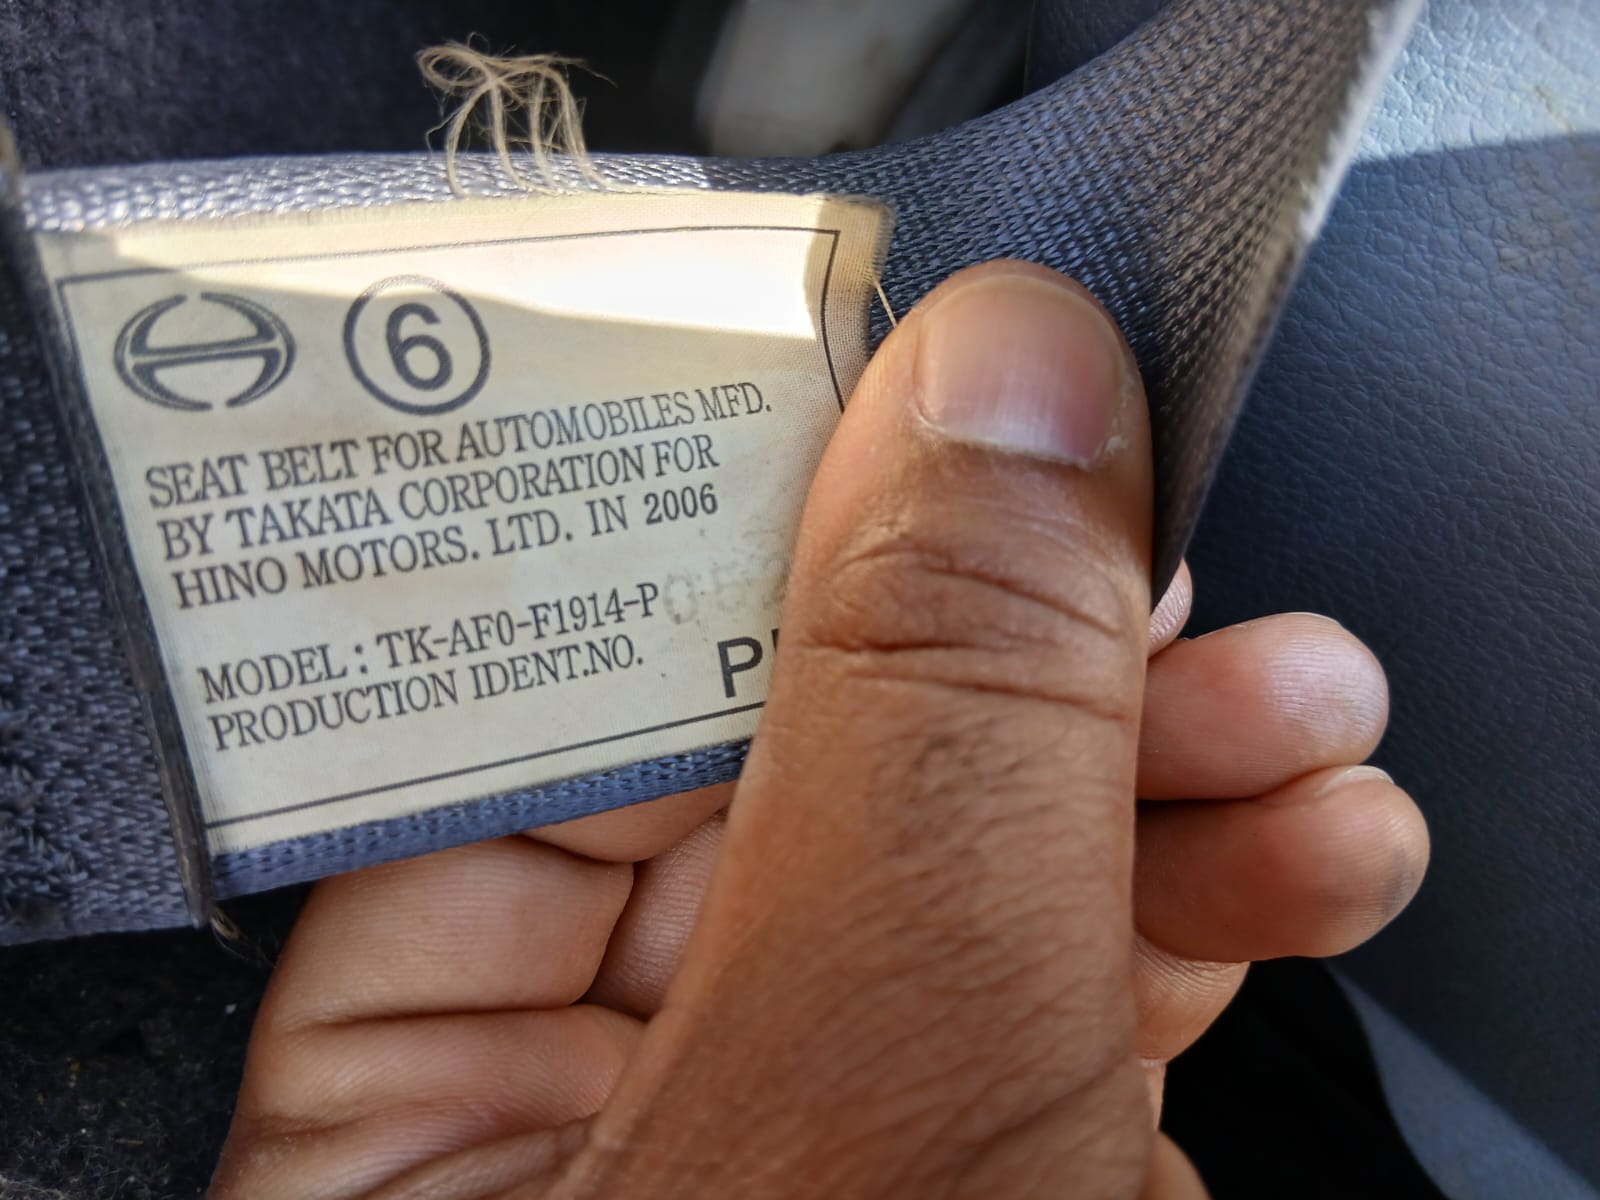 6
SEAT BELT FOR AUTOMOBILES MFD.
BY TAKATA CORPORATION FOR
HINO MOTORS. LTD. IN 2006
MODEL : TK-AF0-F1914-P
PRODUCTION IDENT.NO.